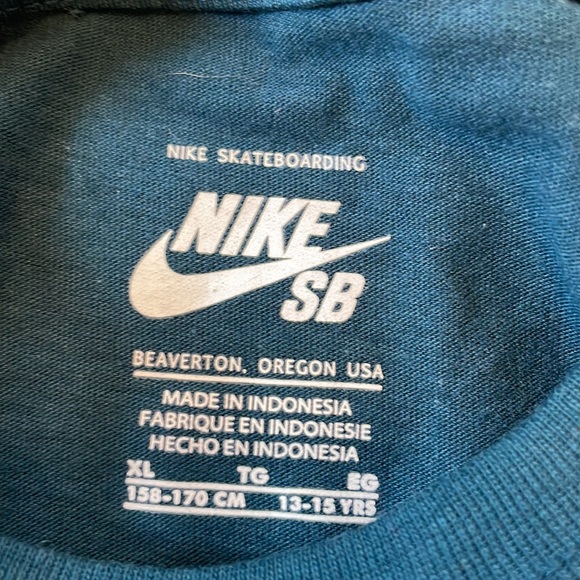 NIKE SKATEBOARDING
NIKE
SB
BEAVERTON, OREGON USA
MADE IN INDONESIA
FABRIQUE EN INDONESIE
HECHO EN INDONESIA
XL TG EG
158-170 CM 13-15 YRS